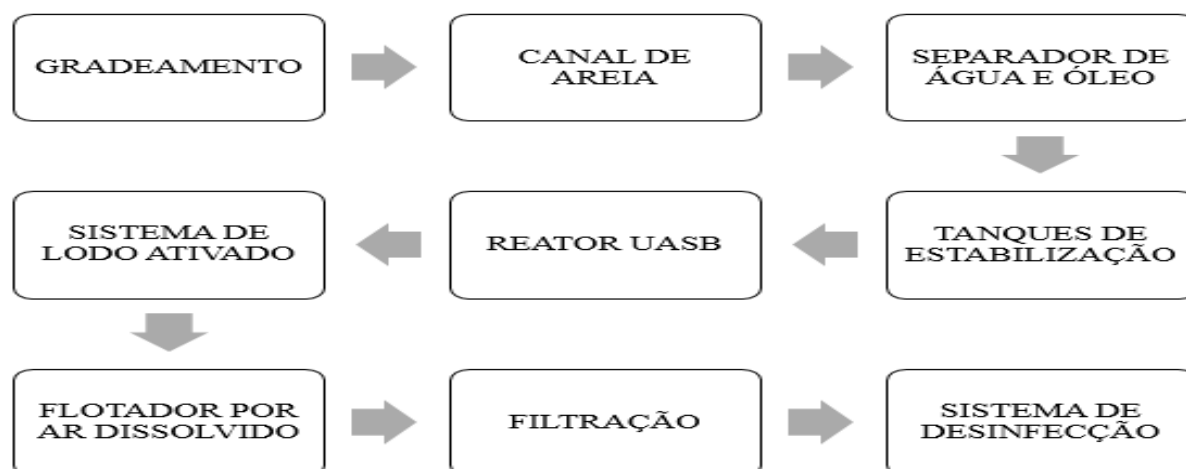 GRADEAMENTO
CANAL DE
AREIA
SEPARADOR DE
ÁGUA E ÓLEO
TANQUES DE
ESTABILIZAÇÃO
REATOR UASB
SISTEMA DE
LODO ATIVADO
FLOTADOR POR
AR DISSOLVIDO
FILTRAÇÃO
SISTEMA DE
DESINFECÇÃO